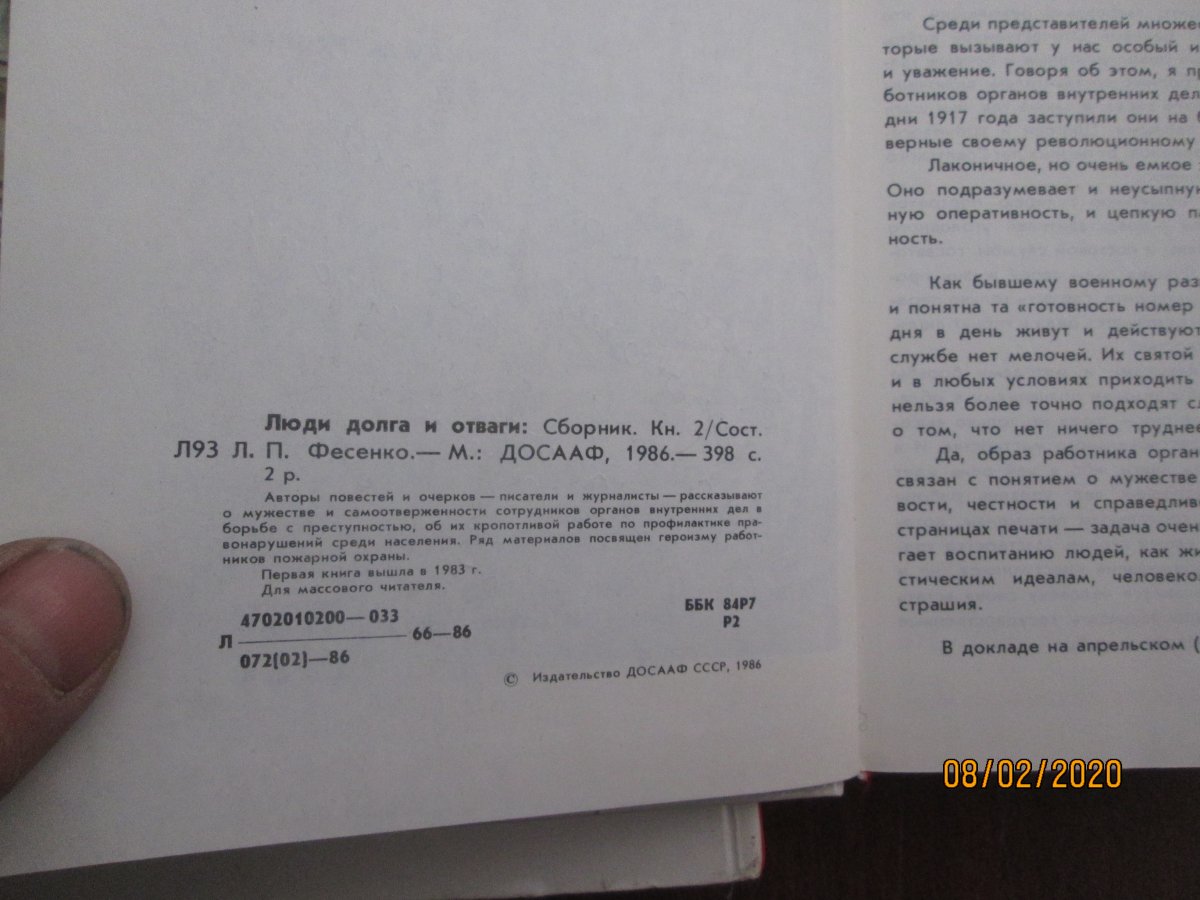 Люди долга и отваги: Сборник. Кн. 2/Сост.
Л93 Л. П. Фесенко.— М.: ДОСААФ, 1986.— 398 с.
2 р.
Авторы повестей и очерков — писатели и журналисты — рассказывают
о мужестве и самоотверженности сотрудников органов внутренних дел в
борьбе с преступностью, об их кропотливой работе по профилактике пра-
вонарушений среди населения. Ряд материалов посвящен героизму работ-
ников пожарной охраны.
Первая книга вышла в 1983 г.
Для массового читателя.
4702010200—033
Л 66—86
072(02)—86
ББК 84Р7
Р2
© Издательство ДОСААФ СССР, 1986
Среди представителей
торые вызывают у нас особый
и уважение. Говоря об этом, я
ботников органов внутренних дел
дни 1917 года заступили они на
верные своему революционному
Лаконичное, но очень емкое
Оно подразумевает и неусыпную
ную оперативность, и цепкую
ность.
Как бывшему военному
и понятна та «готовность номер
дня в день живут и действуют
службе нет мелочей. Их святой
и в любых условиях приходить
нельзя более точно подходят
о том, что нет ничего труднее
Да, образ работника
связан с понятием о мужестве
вости, честности и
страницах печати — задача
гает воспитанию людей, как
стическим идеалам,
страшия.
В докладе на апрельском (
08/02/2020